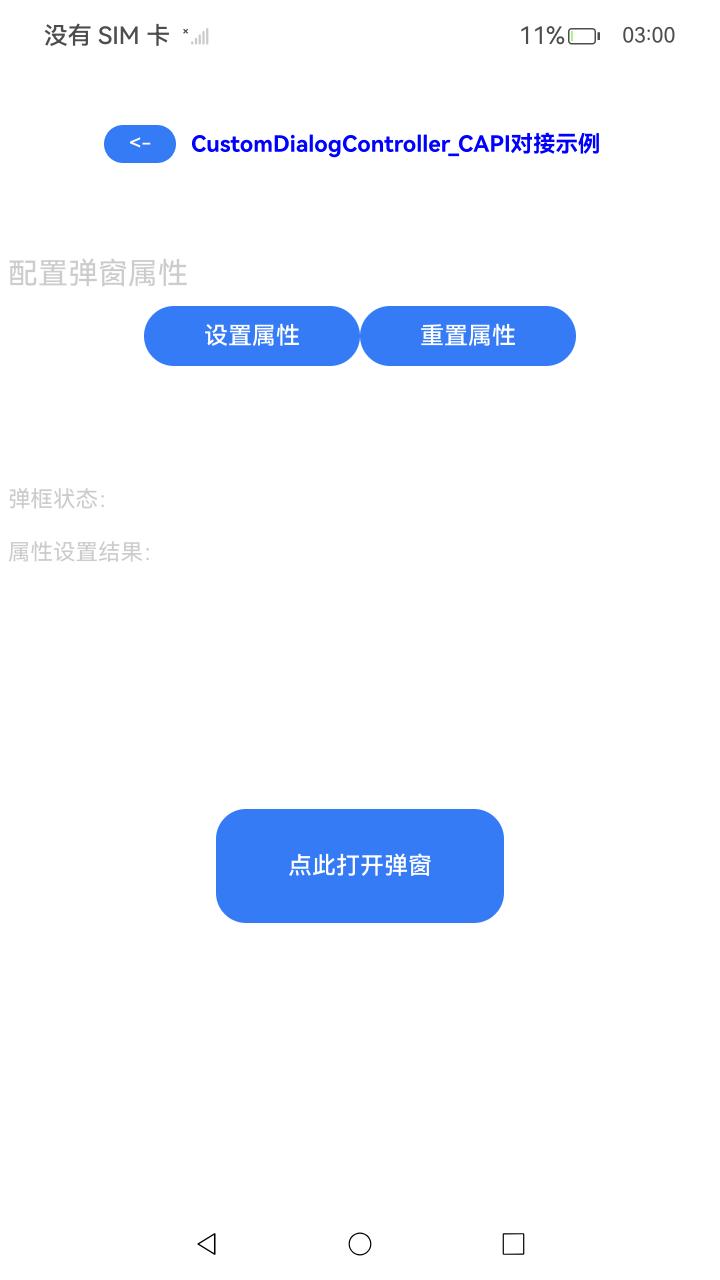 没有 SIM 卡 11% 03:00
<- CustomDialogController_CAPI对接示例
配置弹窗属性
设置属性 重置属性
弹框状态:
属性设置结果:
点此打开弹窗